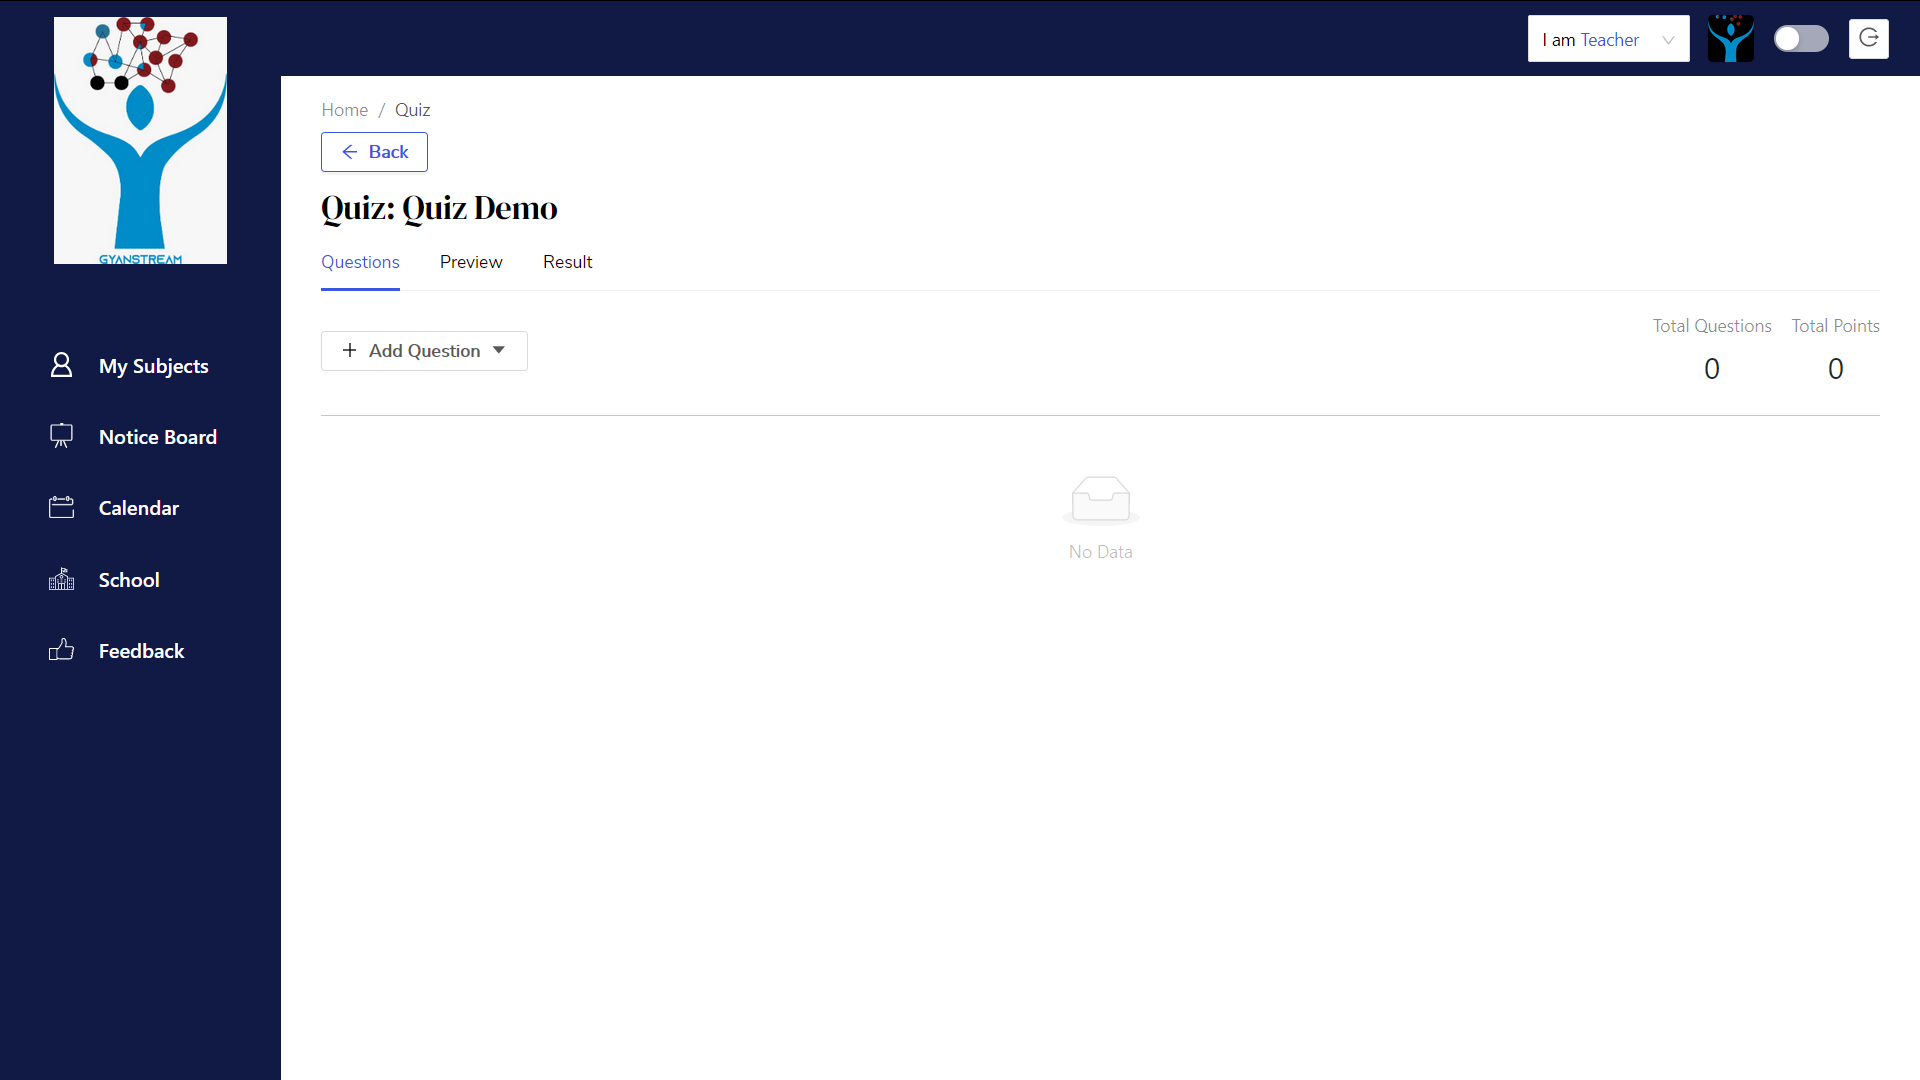 GYANSTREAM
I am Teacher
My Subjects
Notice Board
Calendar
School
Feedback
Home / Quiz
Back
Quiz: Quiz Demo
Questions Preview Result
Add Question
Total Questions Total Points
0 0
No Data